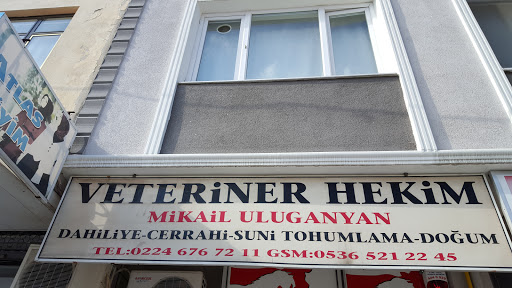 ATLAS
VETERiNER HEKiM
MiKAiL ULUGANYAN
DAHiLiYE-CERRAHi-SUNi TOHUMLAMA-DOĞUM
TEL:0224 676 72 11 GSM:0536 521 22 45